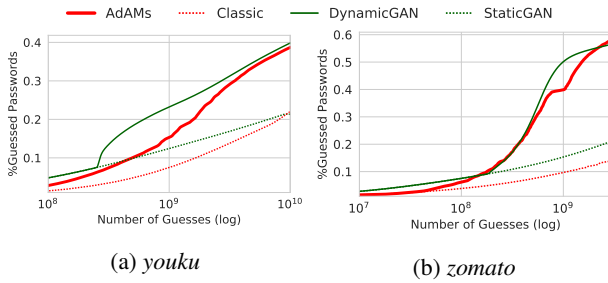 AdAMs Classic DynamicGAN StaticGAN
%Guessed Passwords
0.4
0.3
0.2
0.1
10^8 10^9 10^10
Number of Guesses (log)
(a) youku
%Guessed Passwords
0.6
0.5
0.4
0.3
0.2
0.1
10^7 10^8 10^9
Number of Guesses (log)
(b) zomato